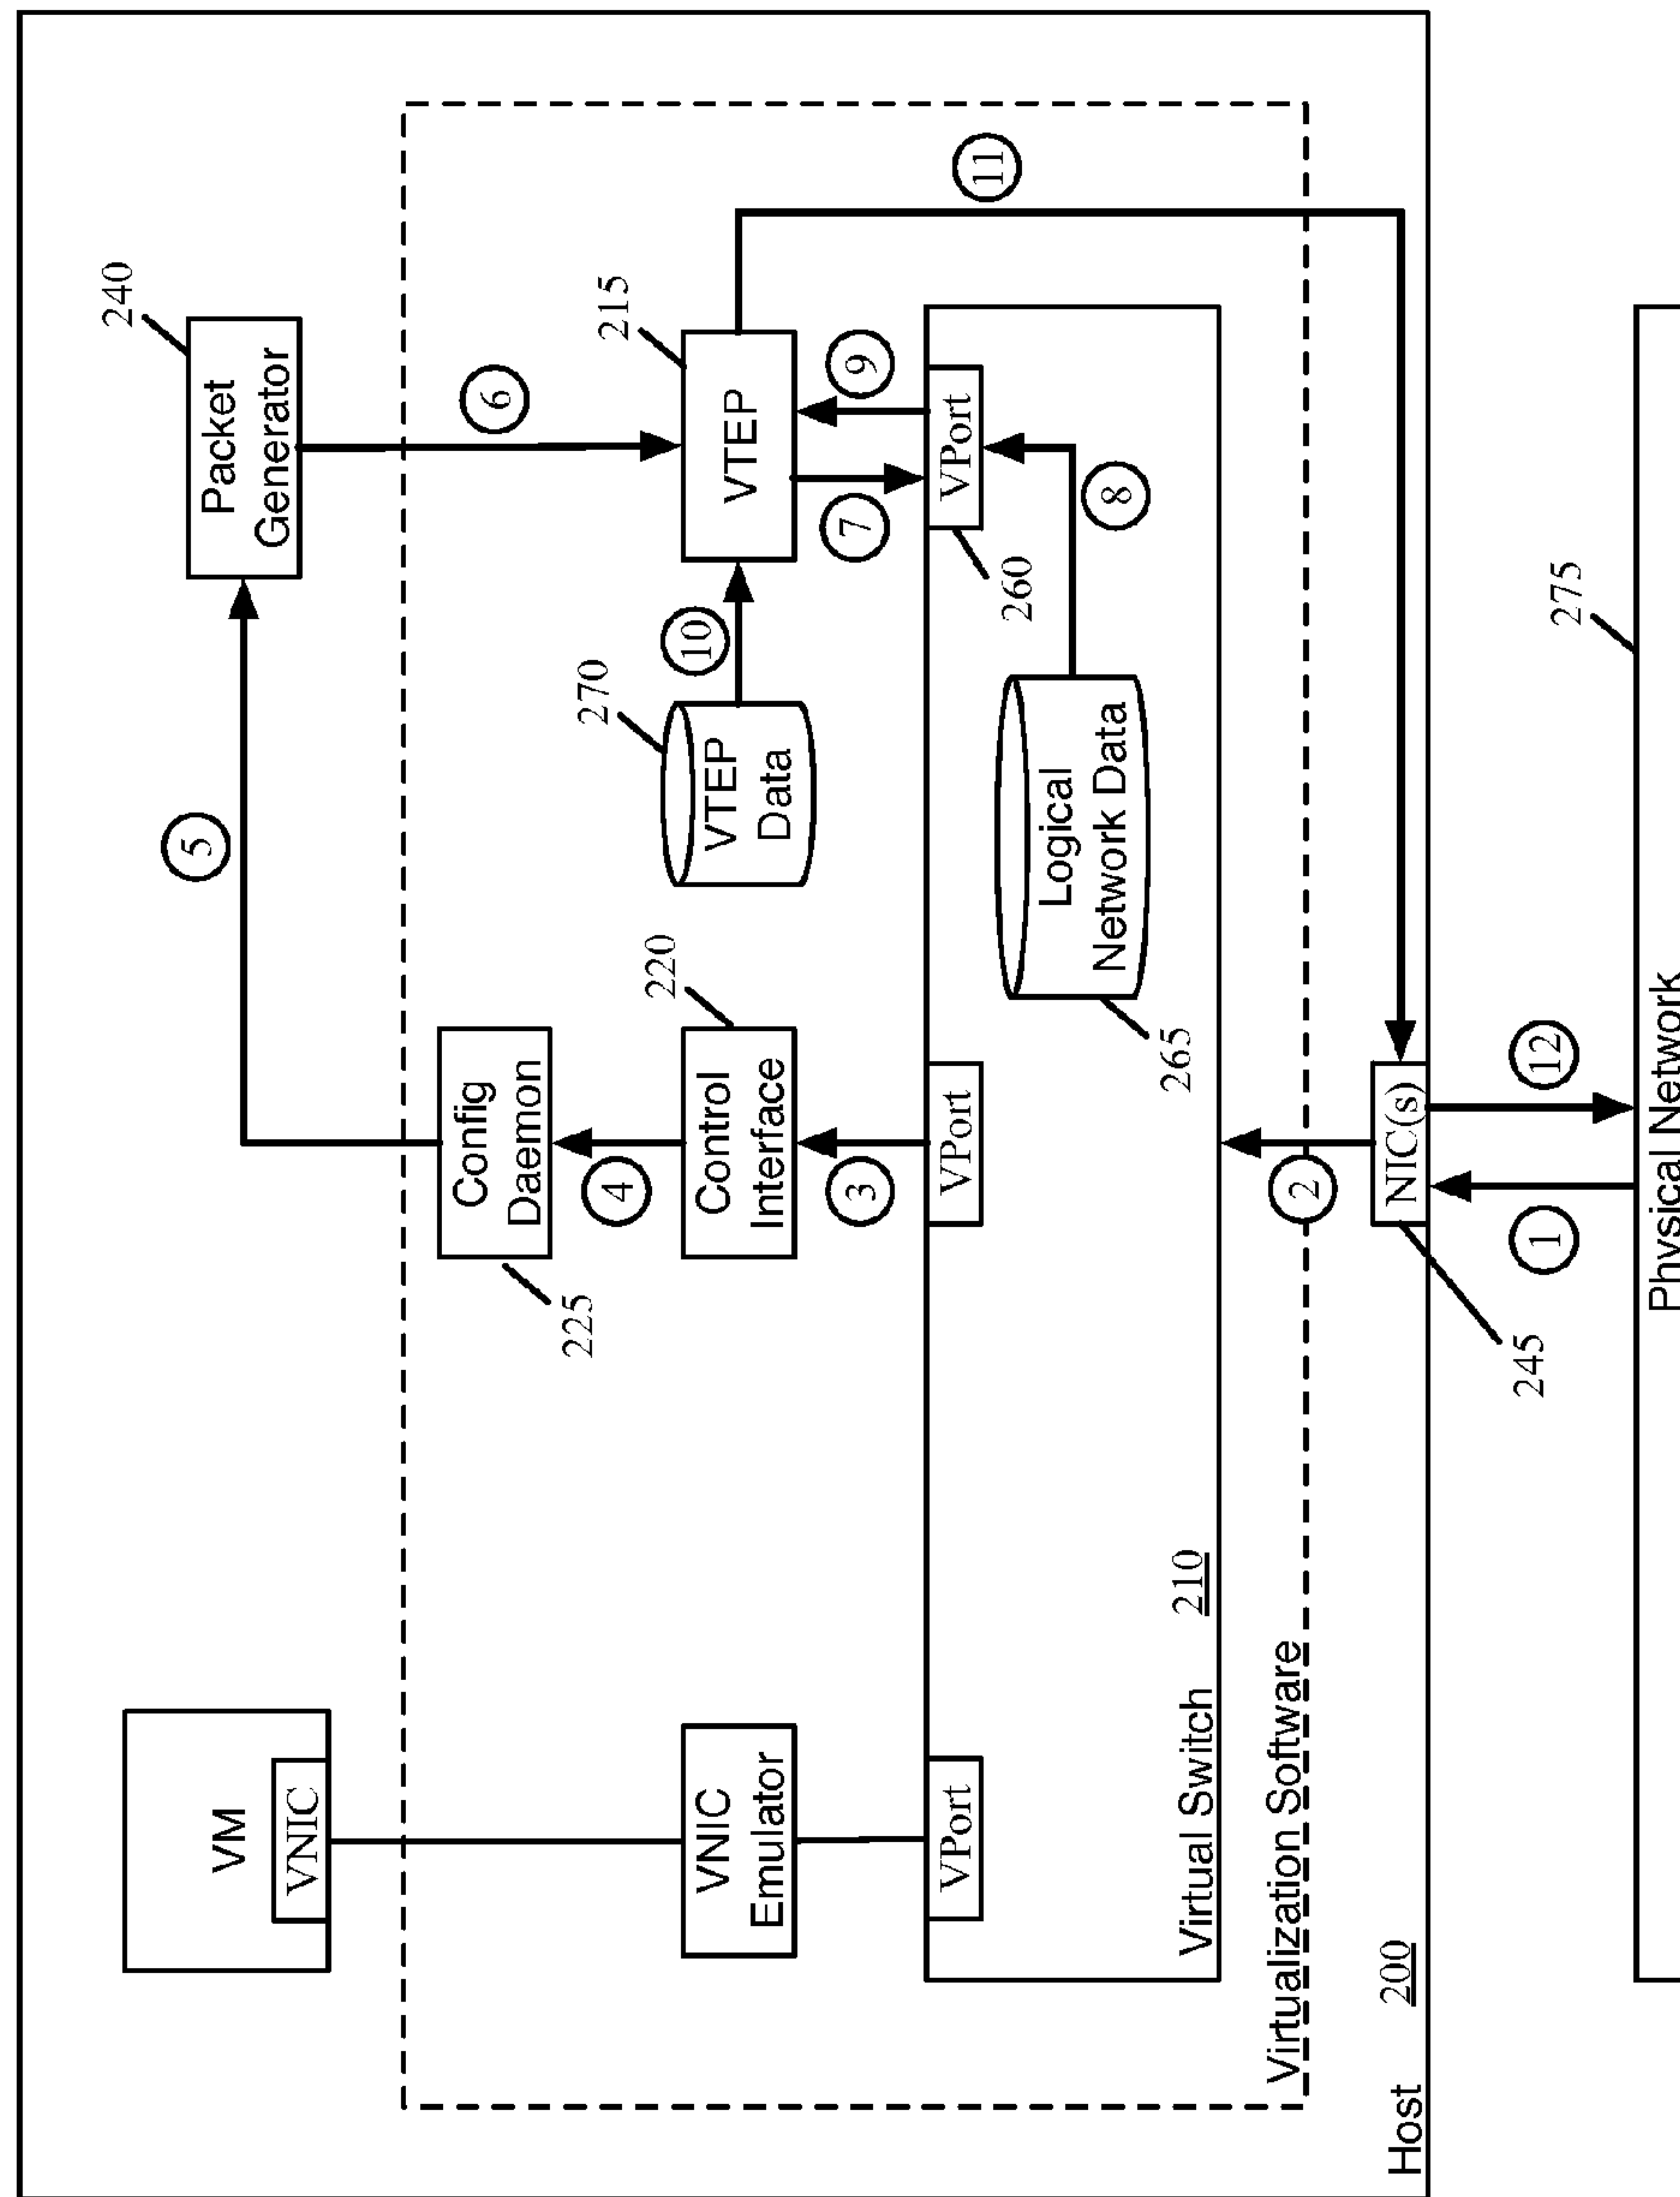 240
Packet
Generator
5
6
11
VM
VNIC
Config
Daemon
225
4
270
VTEP
Data
10
215
VTEP
VNIC
Emulator
220
Control
Interface
3
7
9
VPort
VPort
VPort
260
Logical
Network Data
8
265
Virtual Switch 210
Virtualization Software
2
Host 200
NIC(s)
245
1
12
275
Physical Network